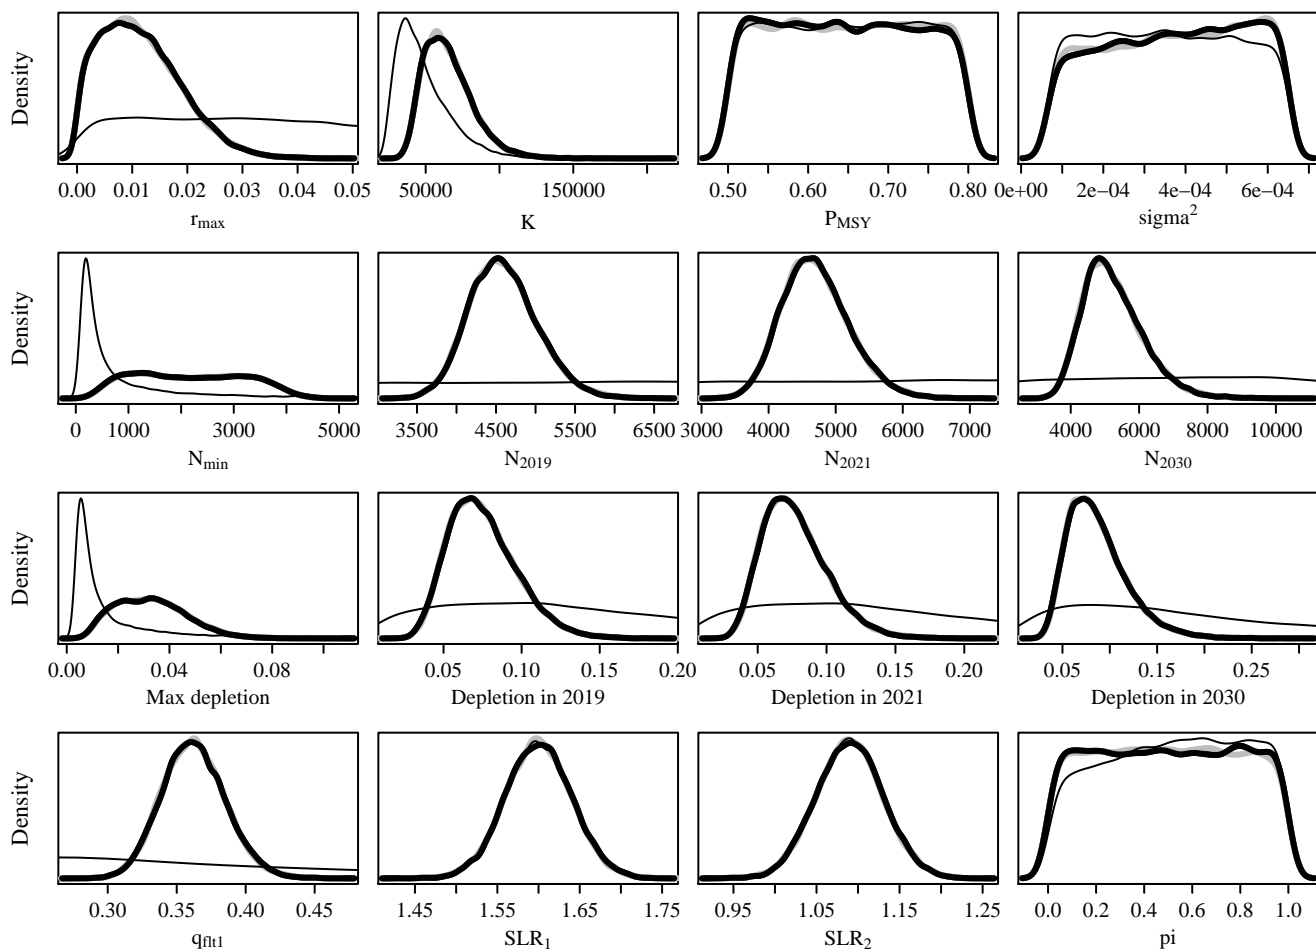 Density
0.00 0.01 0.02 0.03 0.04 0.05
r_max
50000 150000
K
0.50 0.60 0.70 0.80
P_MSY
0e+00 2e−04 4e−04 6e−04
sigma²
Density
0 1000 3000 5000
N_min
3500 4500 5500 6500
N_2019
3000 4000 5000 6000 7000
N_2021
4000 6000 8000 10000
N_2030
Density
0.00 0.04 0.08
Max depletion
0.05 0.10 0.15 0.20
Depletion in 2019
0.05 0.10 0.15 0.20
Depletion in 2021
0.05 0.15 0.25
Depletion in 2030
Density
0.30 0.35 0.40 0.45
q_flt1
1.45 1.55 1.65 1.75
SLR_1
0.95 1.05 1.15 1.25
SLR_2
0.0 0.2 0.4 0.6 0.8 1.0
pi